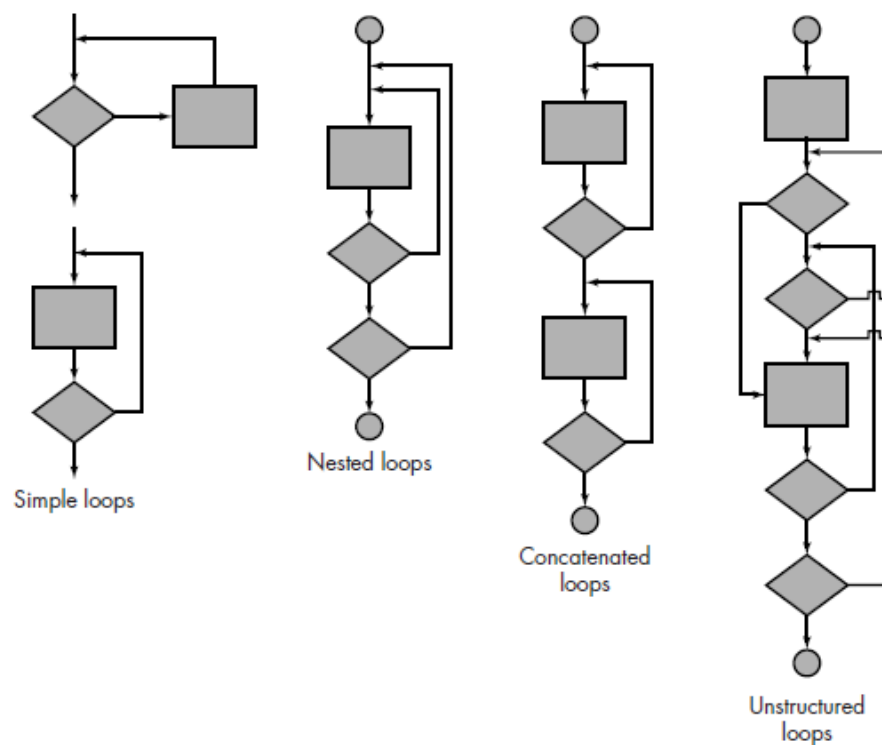 Simple loops
Nested loops
Concatenated
loops
Unstructured
loops